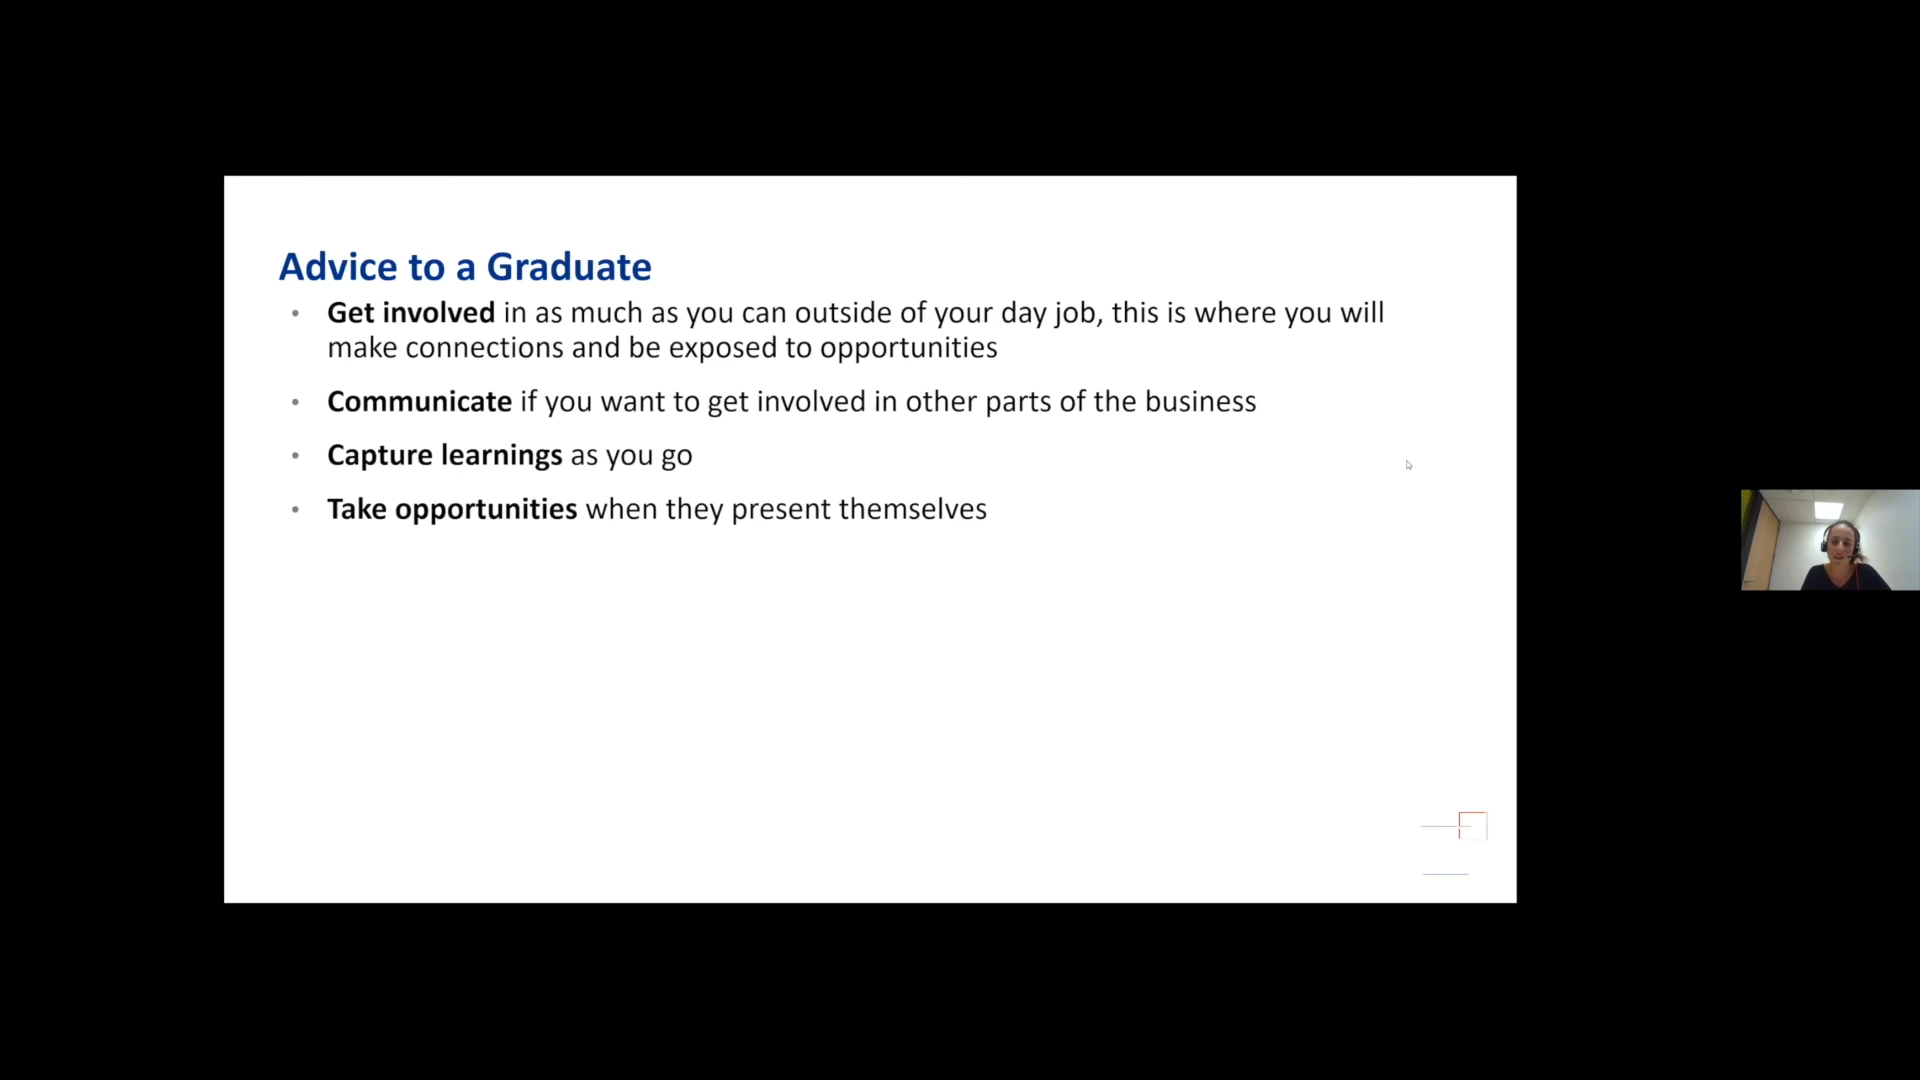 Advice to a Graduate
• Get involved in as much as you can outside of your day job, this is where you will
make connections and be exposed to opportunities
• Communicate if you want to get involved in other parts of the business
• Capture learnings as you go
• Take opportunities when they present themselves